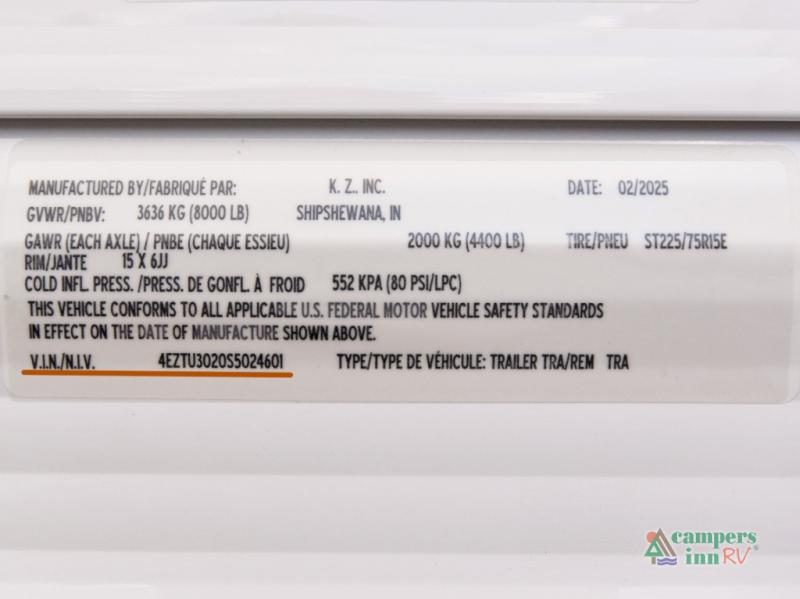 MANUFACTURED BY/FABRIQUÉ PAR: K. Z.. INC. DATE: 02/2025
GVWR/PNBV: 3636 KG (8000 LB) SHIPSHEWANA, IN
GAWR (EACH AXLE) / PNBE (CHAQUE ESSIEU) 2000 KG (4400 LB) TIRE/PNEU ST225/75R15E
RIM/JANTE 15 X 6JJ
COLD INFL. PRESS. /PRESS. DE GONFL. À FROID 552 KPA (80 PSI/LPC)
THIS VEHICLE CONFORMS TO ALL APPLICABLE U.S. FEDERAL MOTOR VEHICLE SAFETY STANDARDS
IN EFFECT ON THE DATE OF MANUFACTURE SHOWN ABOVE.
V.I.N./N.I.V. 4EZTU3020S5024601 TYPE/TYPE DE VÉHICULE: TRAILER TRA/REM TRA
campers
inn RV®